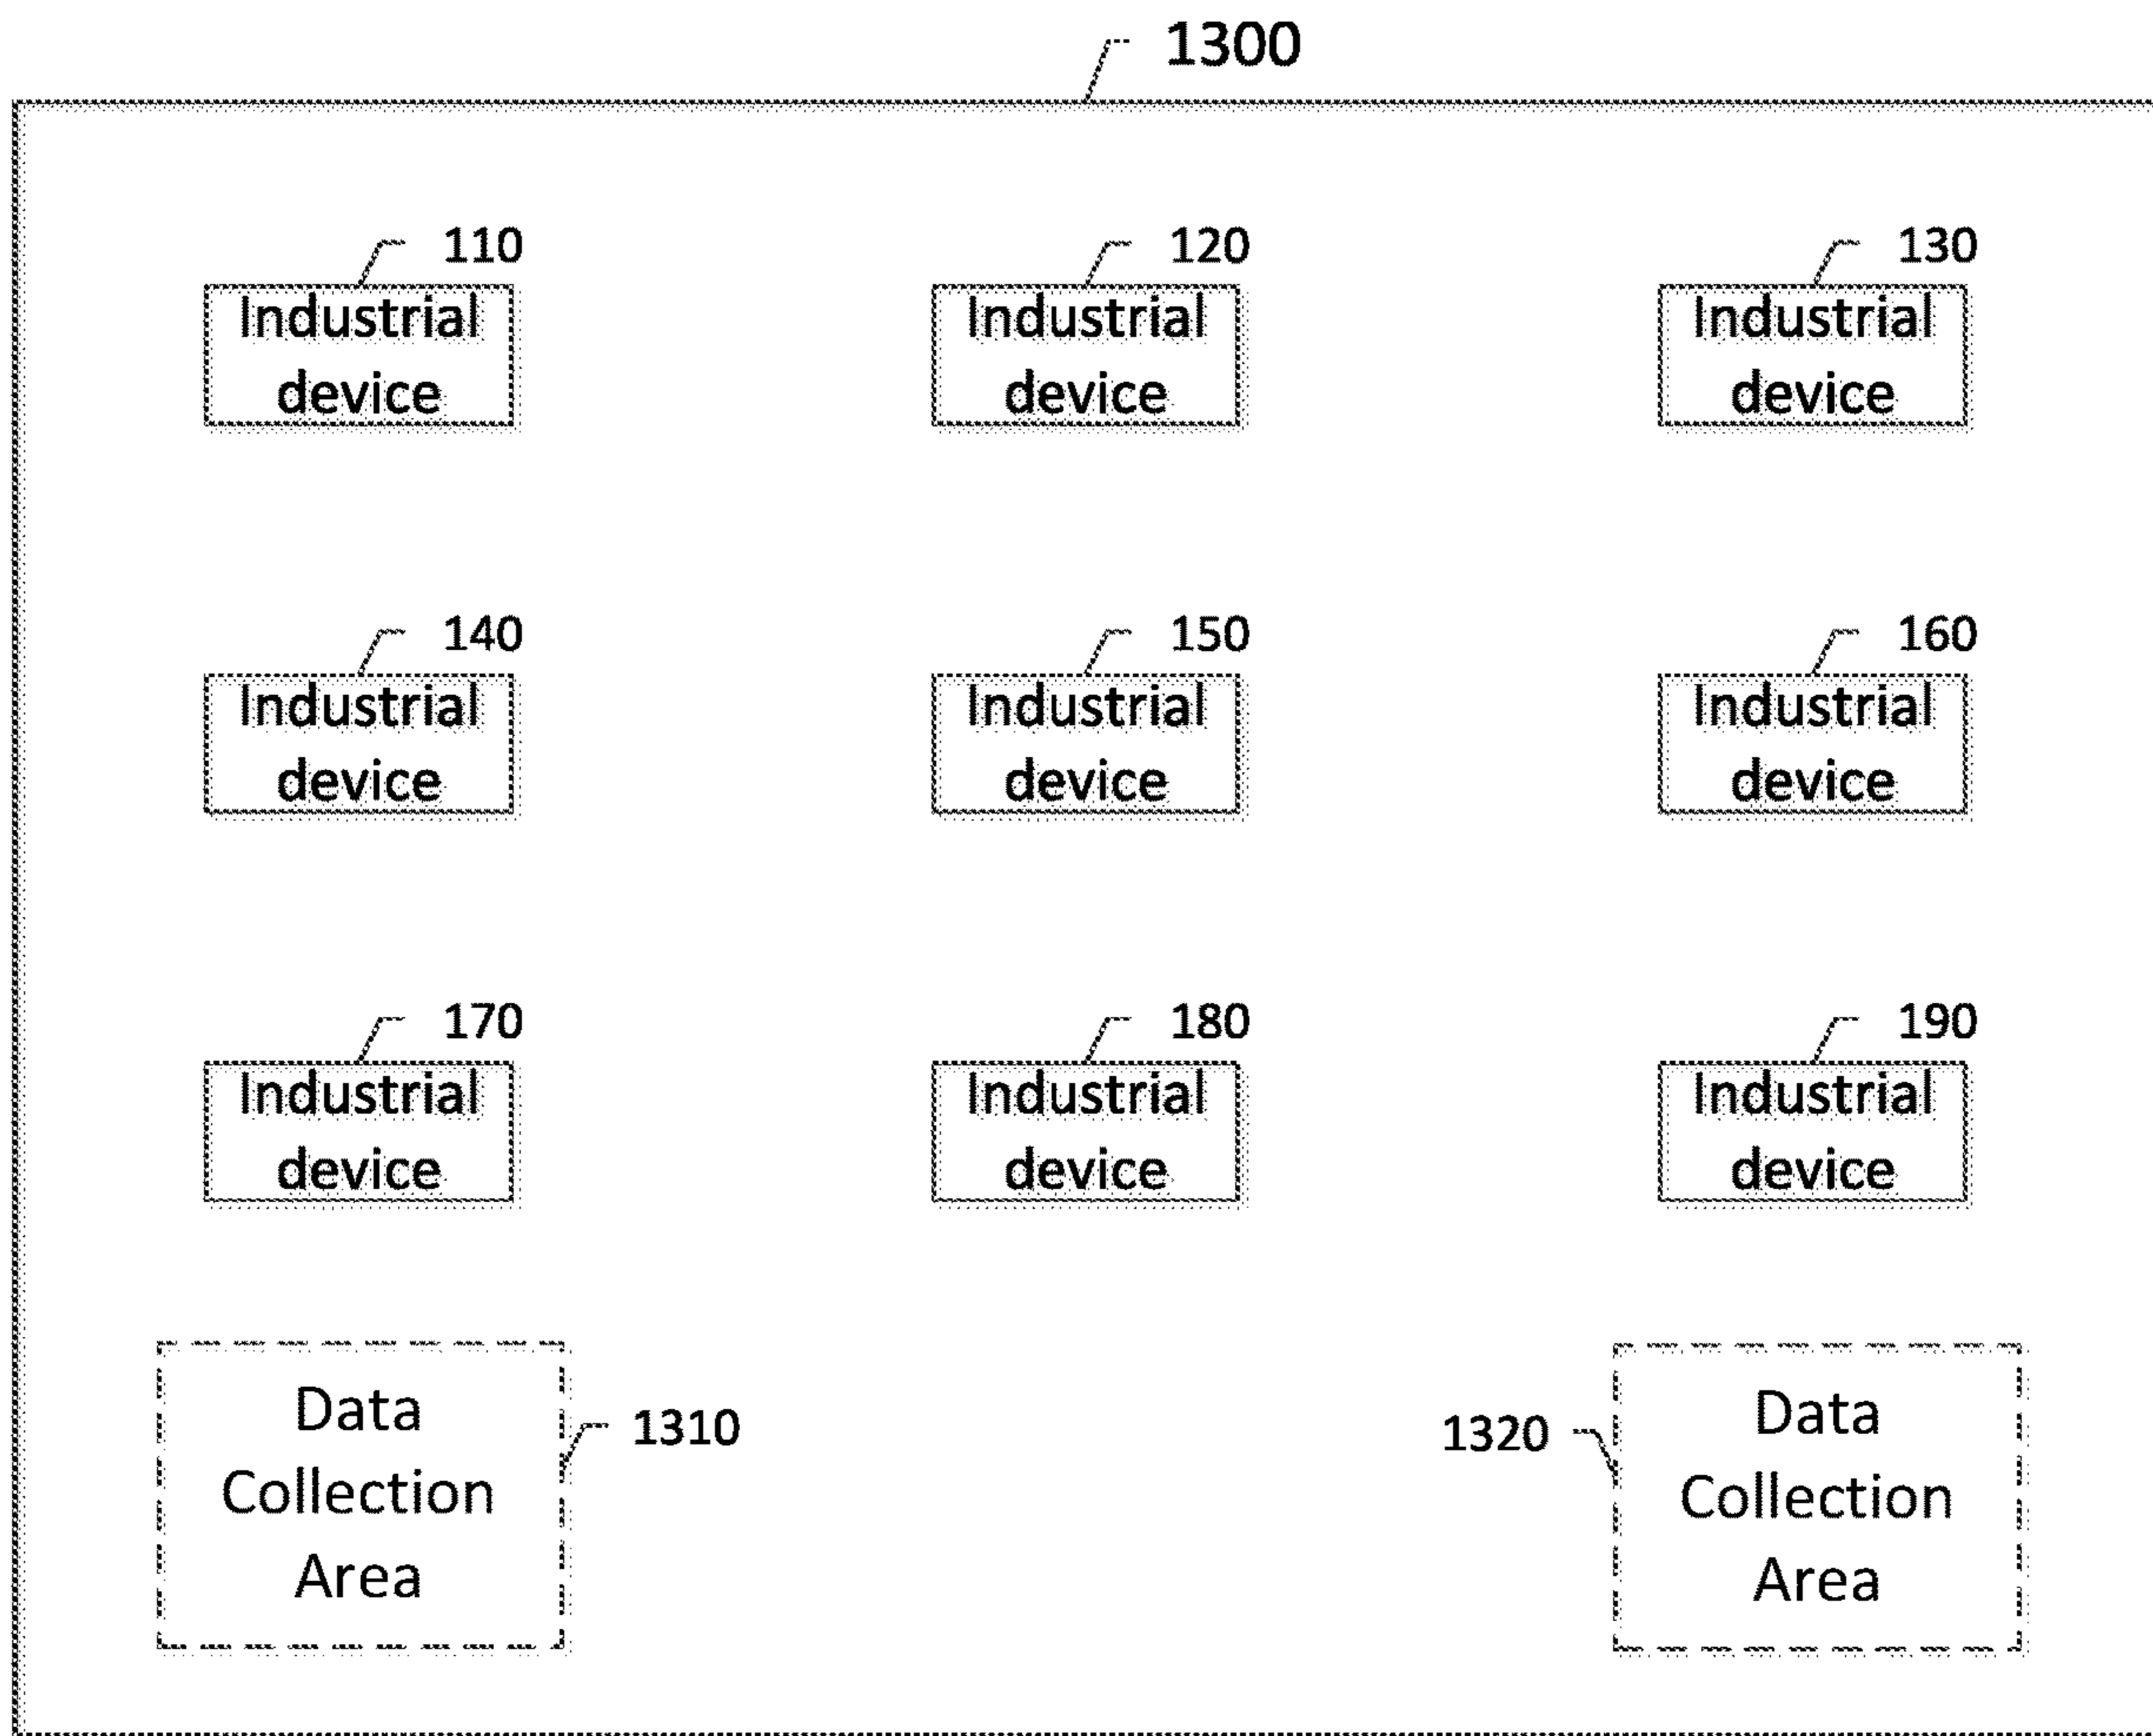 1300
110
120
130
Industrial
device
Industrial
device
Industrial
device
140
150
160
Industrial
device
Industrial
device
Industrial
device
170
180
190
Industrial
device
Industrial
device
Industrial
device
Data
Collection
Area
1310
1320
Data
Collection
Area